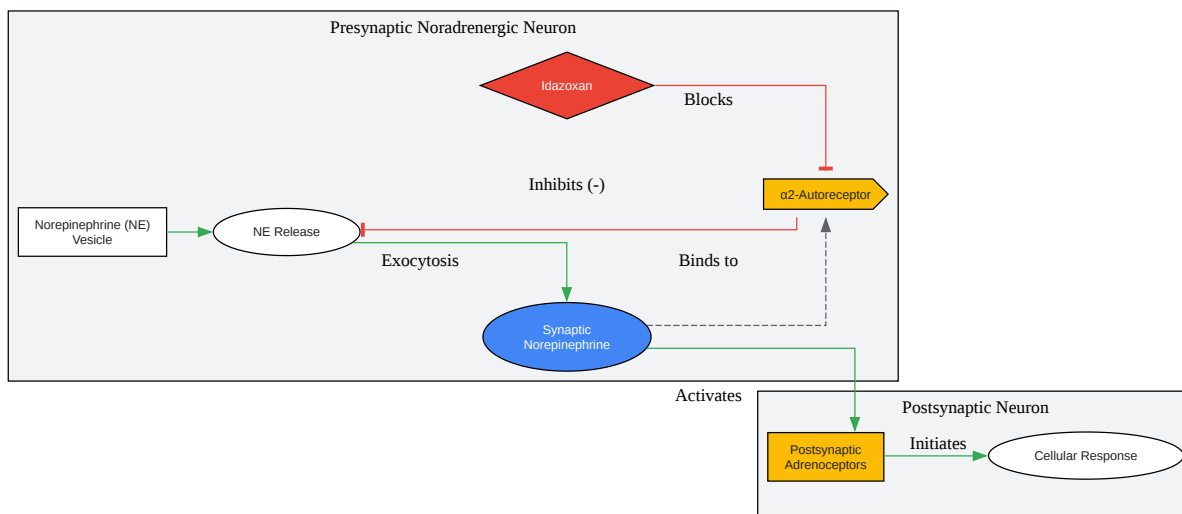 Presynaptic Noradrenergic Neuron
Idazoxan
Blocks
Inhibits (-)
α2-Autoreceptor
Norepinephrine (NE)
Vesicle
NE Release
Exocytosis
Binds to
Synaptic
Norepinephrine
Activates
Postsynaptic Neuron
Postsynaptic
Adrenoceptors
Initiates
Cellular Response